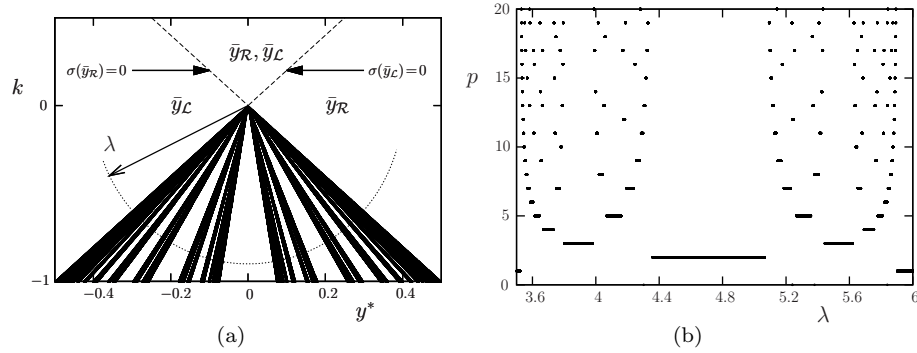 ȳ_R, ȳ_L
σ(ȳ_R)=0
σ(ȳ_L)=0
k
ȳ_L
ȳ_R
0
λ
−1
−0.4
−0.2
0
0.2
0.4
y*
(a)
20
p
15
10
5
0
3.6
4
4.4
4.8
5.2
5.6
6
λ
(b)